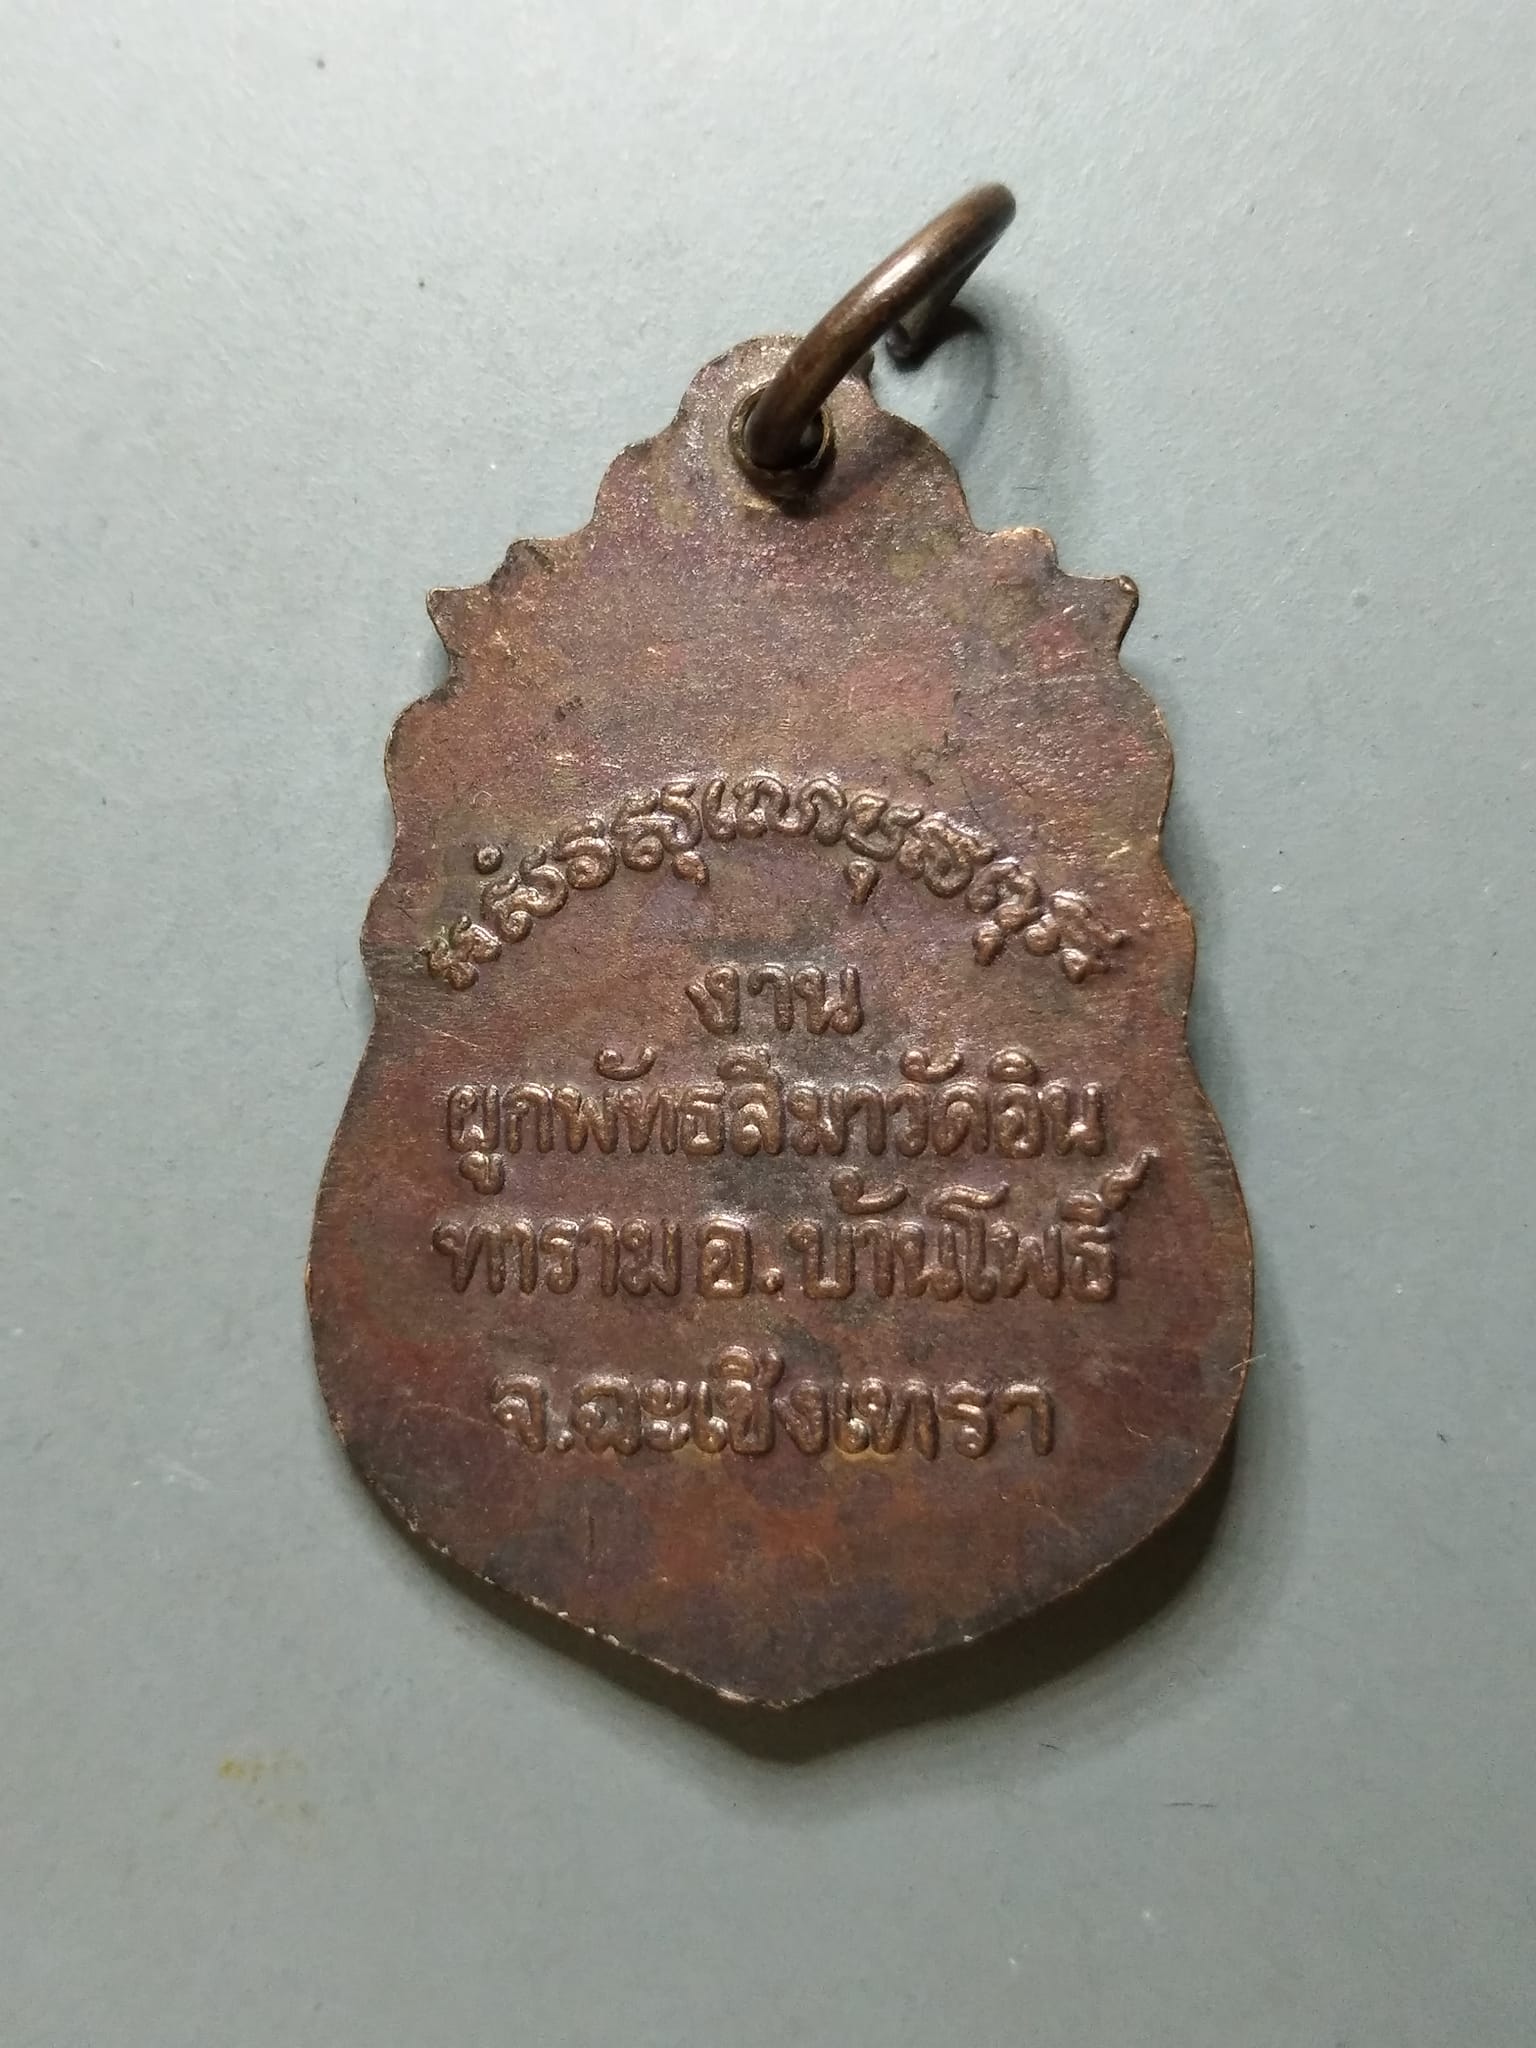 งาน
ผูกพัทธสีมาวัดอิน
ทารามอ.บ้านโพธิ์
จ.ฉะเชิงเทรา